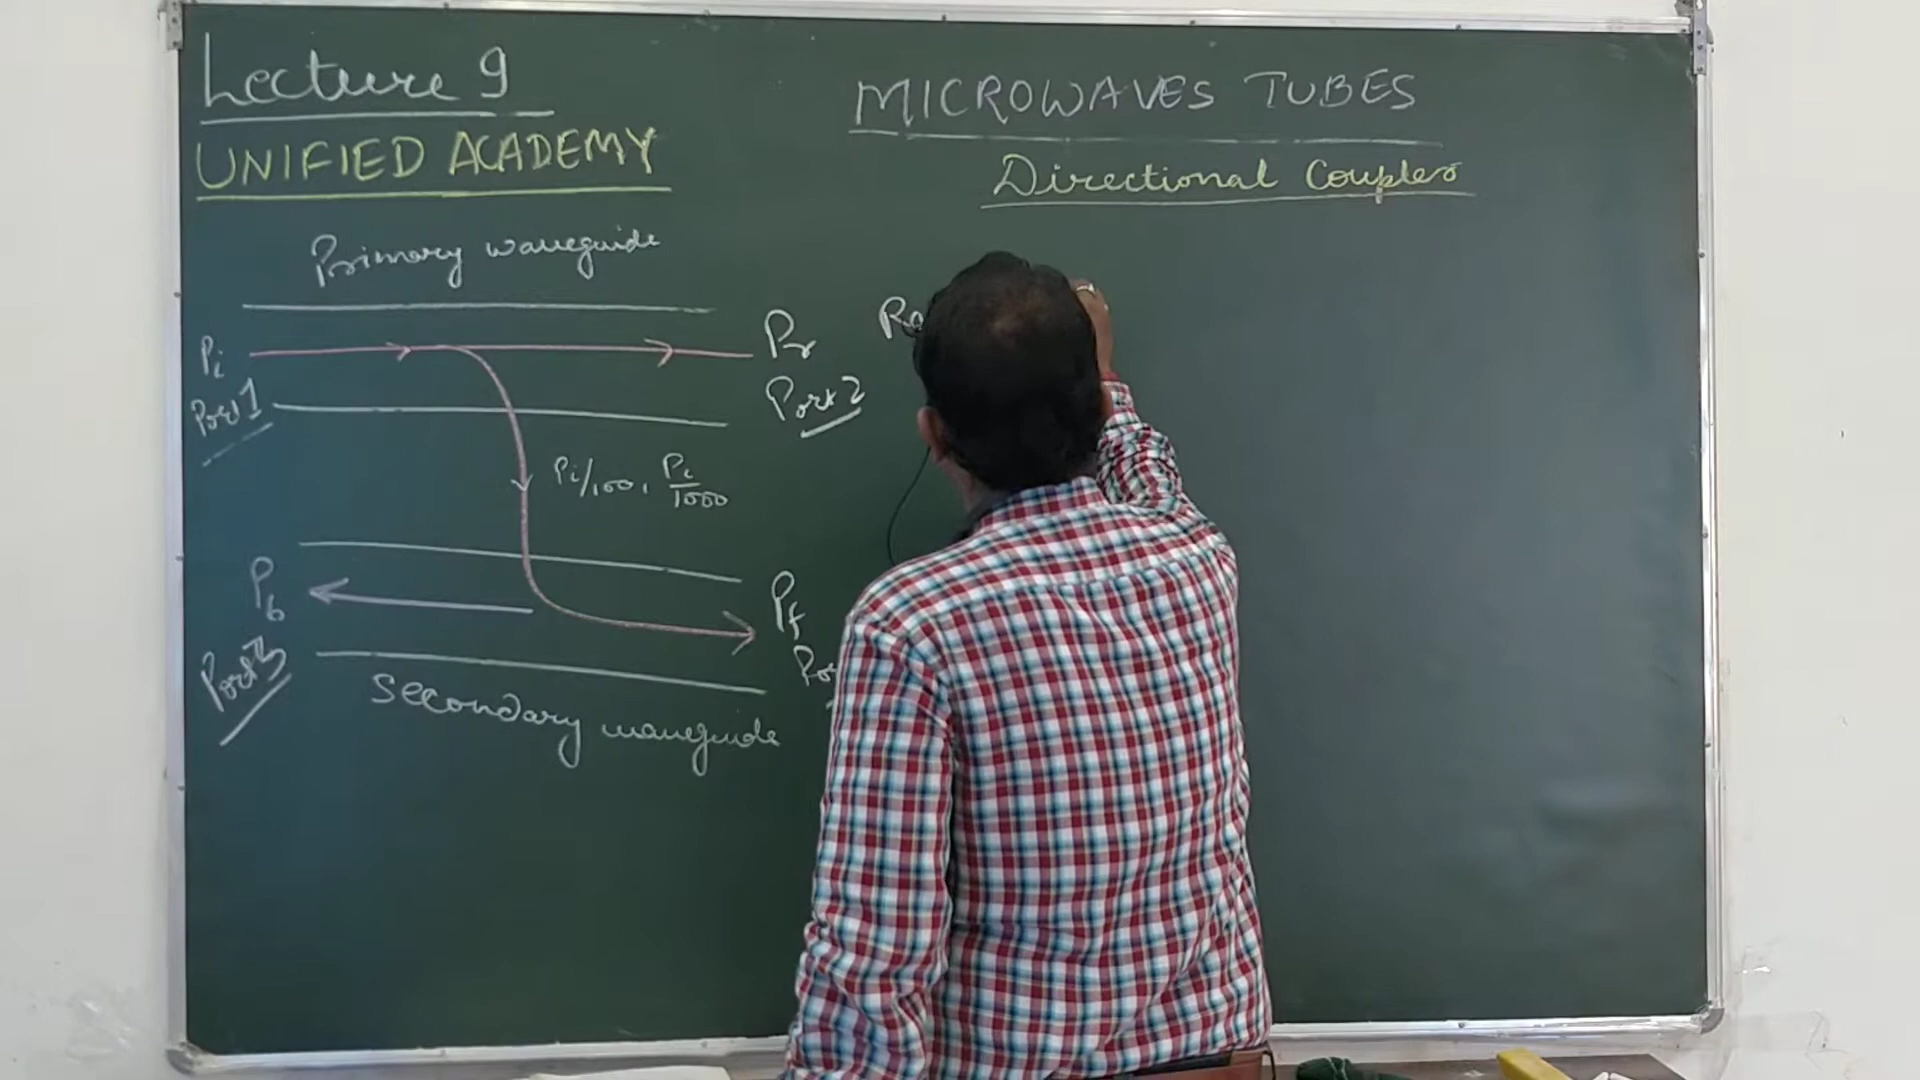 Lecture 9
UNIFIED ACADEMY
MICROWAVES TUBES
Directional Couplers
Primary waveguide
Pi
Port 1
Pr
Port 2
Pi/100, Pi/1000
Pb
Port 3
Pf
Secondary waveguide